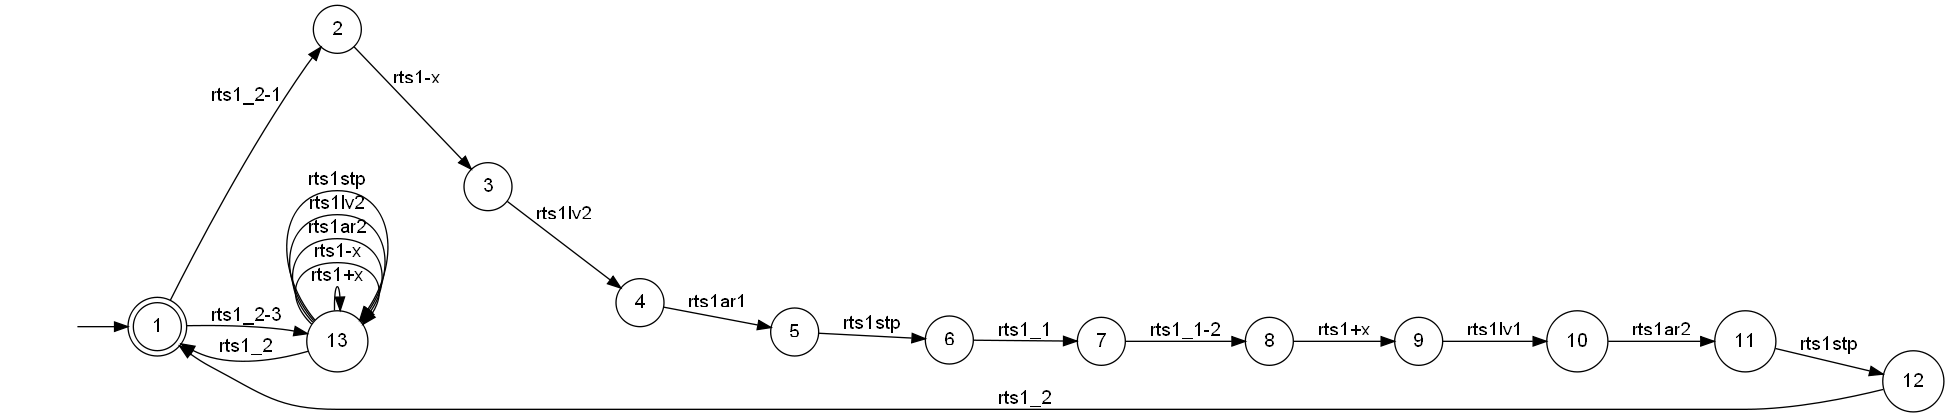 2
rts1-x
rts1_2-1
rts1stp
3
rts1lv2
rts1lv2
rts1ar2
rts1-x
rts1+x
4
rts1ar1
rts1_2-3
1
13
rts1_2
5
rts1stp
6
rts1_1
7
rts1_1-2
8
rts1+x
9
rts1lv1
10
rts1ar2
11
rts1stp
12
rts1_2